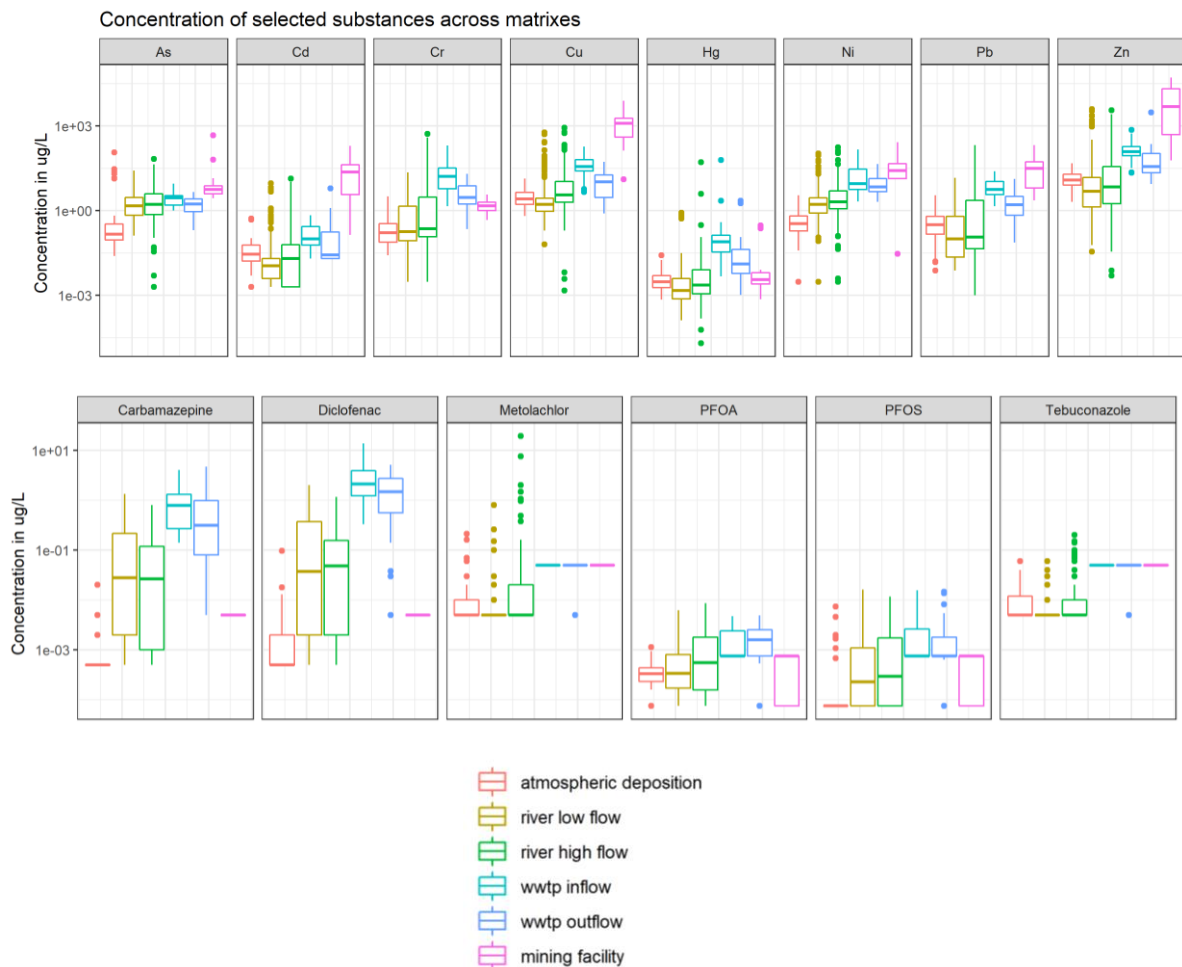 Concentration of selected substances across matrixes
As Cd Cr Cu Hg Ni Pb Zn
Concentration in ug/L
1e+03
1e+00
1e-03
Carbamazepine Diclofenac Metolachlor PFOA PFOS Tebuconazole
Concentration in ug/L
1e+01
1e-01
1e-03
atmospheric deposition
river low flow
river high flow
wwtp inflow
wwtp outflow
mining facility